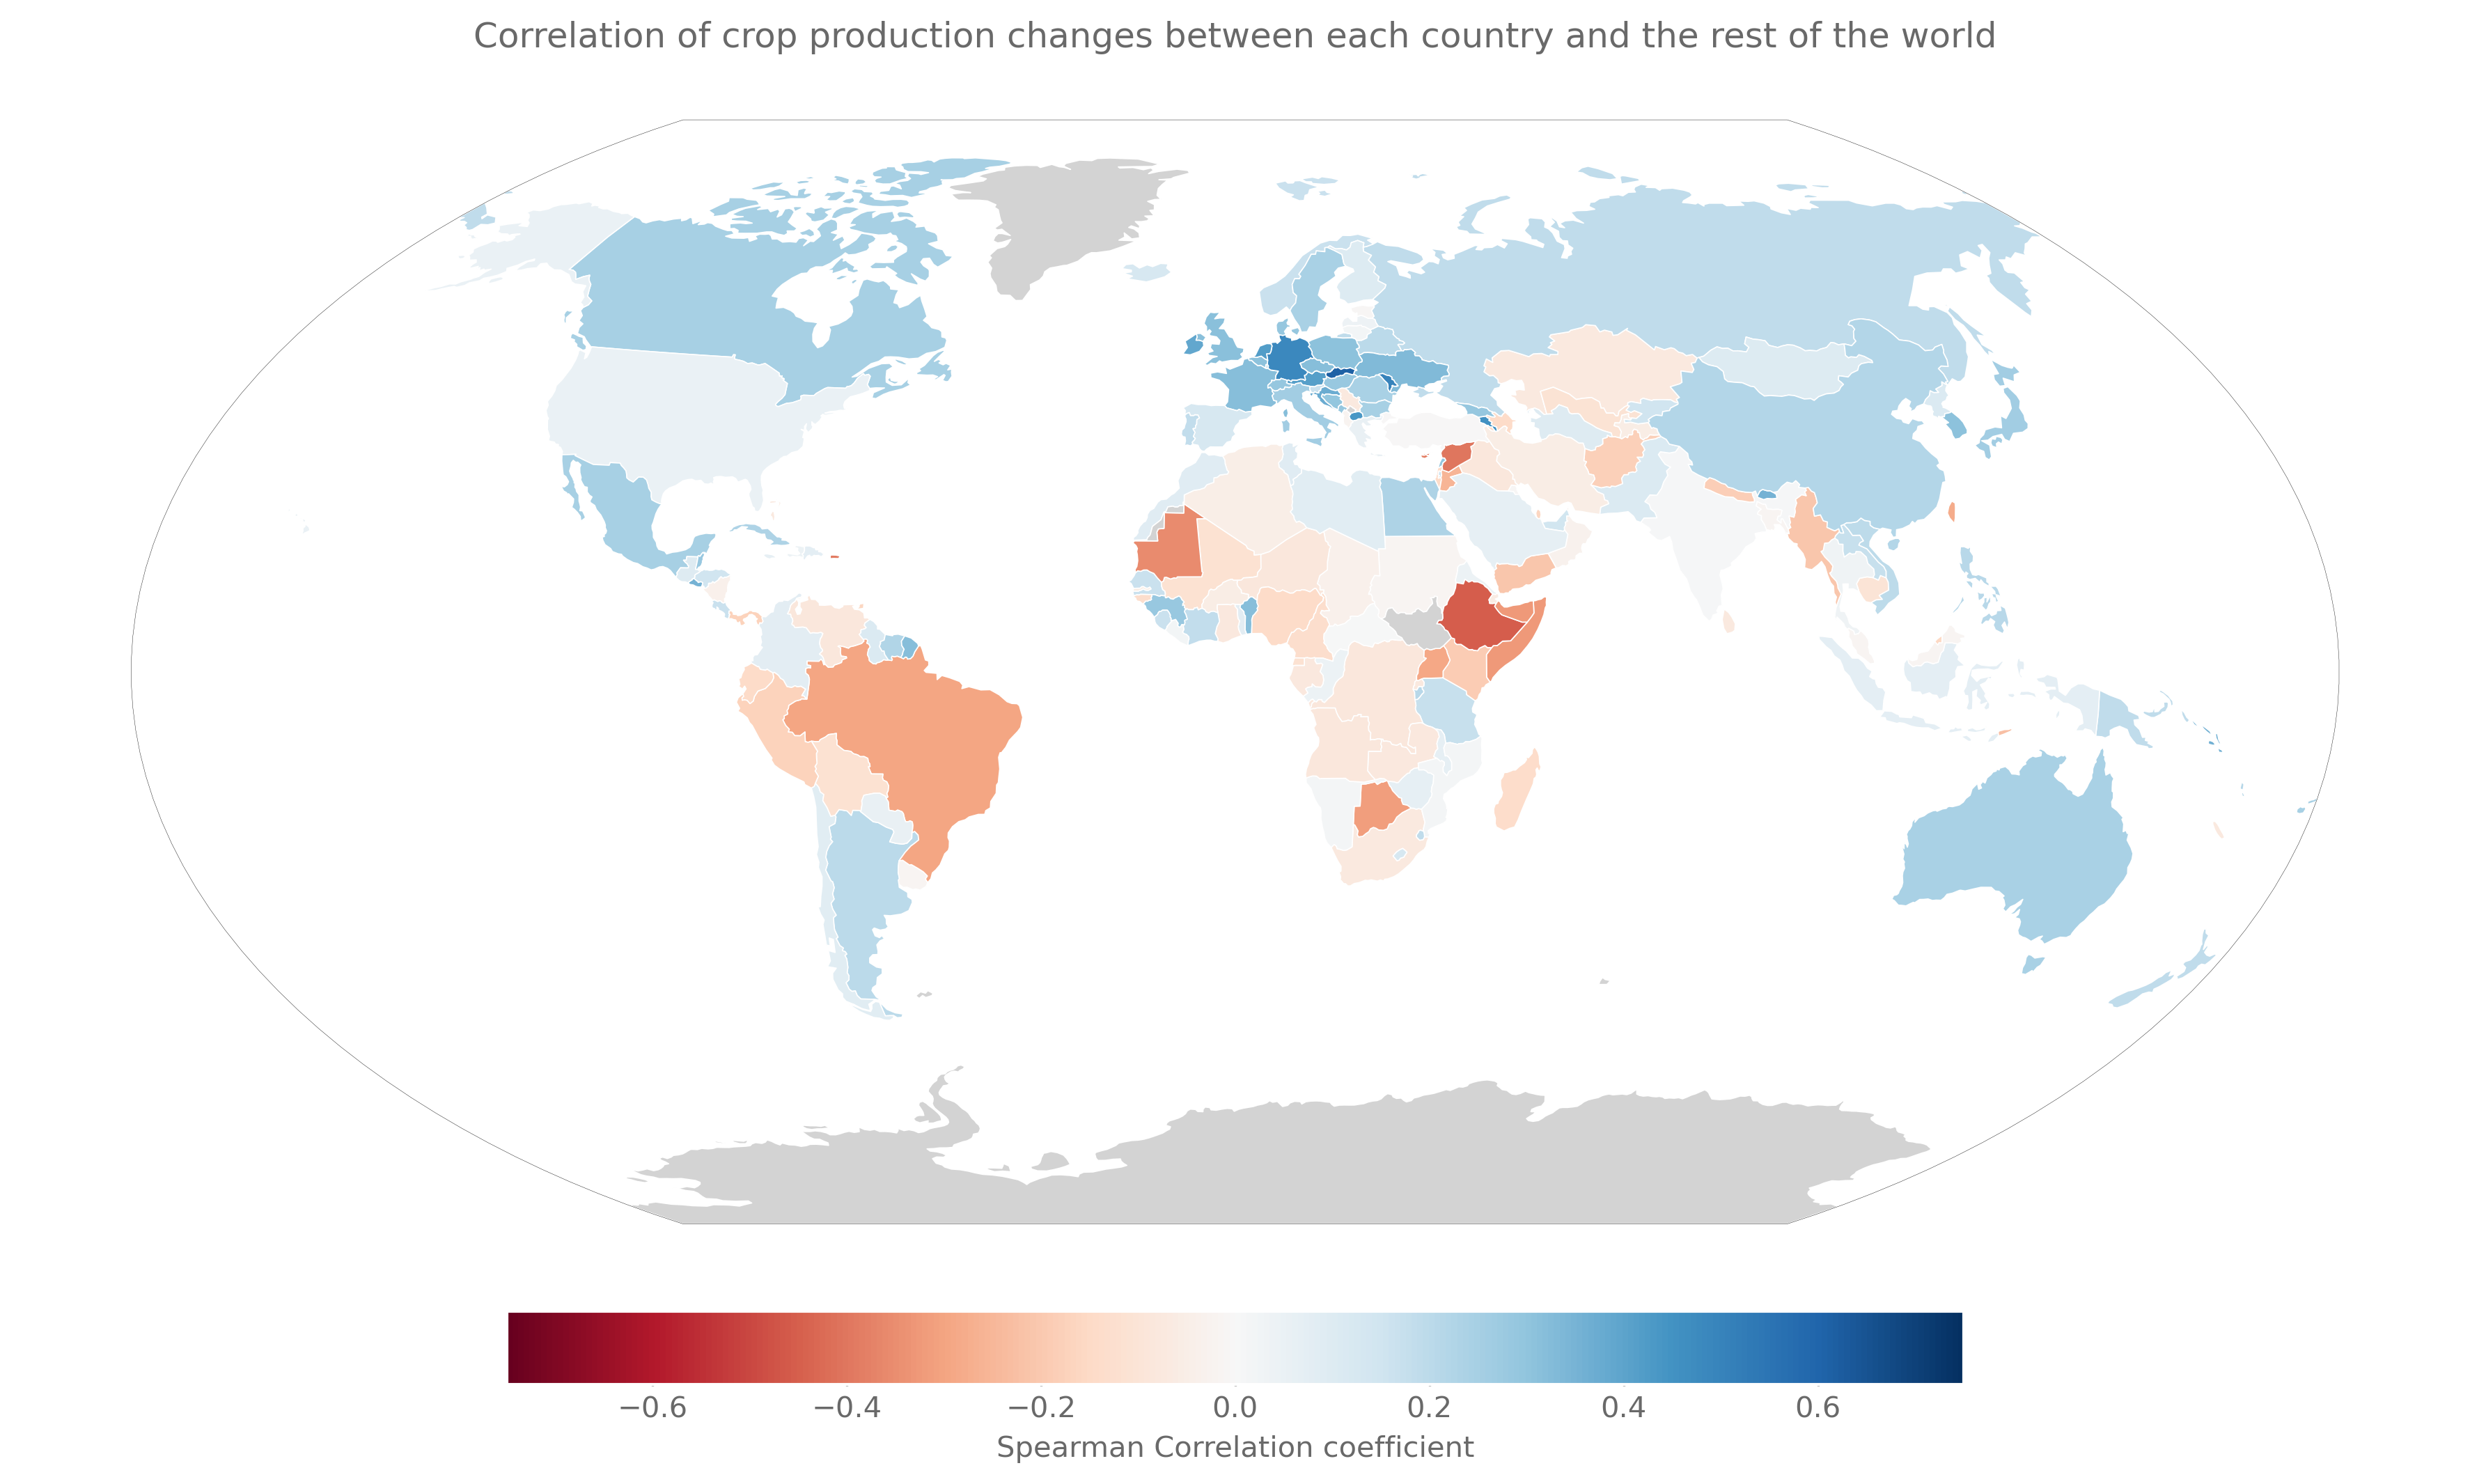 Correlation of crop production changes between each country and the rest of the world
−0.6 −0.4 −0.2 0.0 0.2 0.4 0.6
Spearman Correlation coefficient